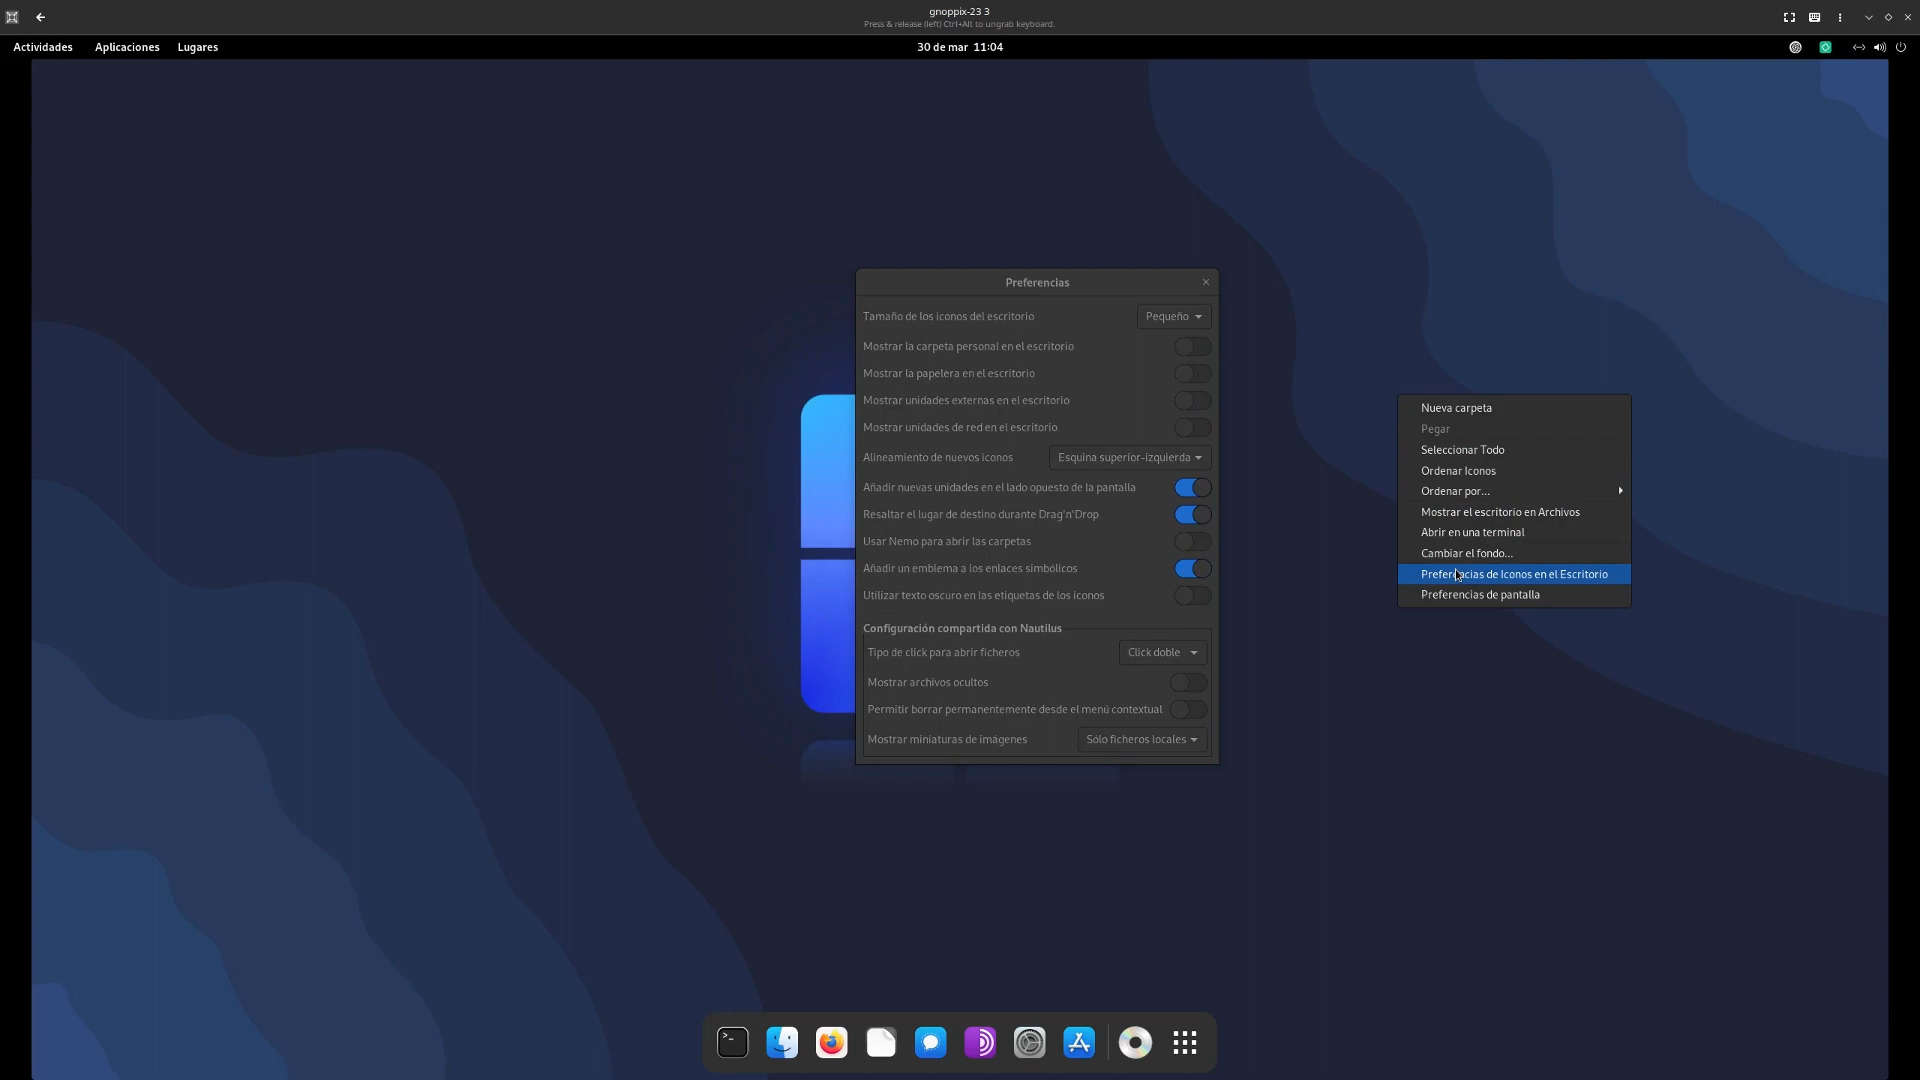 gnoppix-23 3
Press & release (left) Ctrl+Alt to ungrab keyboard.
Actividades Aplicaciones Lugares 30 de mar 11:04
Preferencias
Tamaño de los iconos del escritorio Pequeño
Mostrar la carpeta personal en el escritorio
Mostrar la papelera en el escritorio
Mostrar unidades externas en el escritorio
Mostrar unidades de red en el escritorio
Alineamiento de nuevos iconos Esquina superior-izquierda
Añadir nuevas unidades en el lado opuesto de la pantalla
Resaltar el lugar de destino durante Drag'n'Drop
Usar Nemo para abrir las carpetas
Añadir un emblema a los enlaces simbólicos
Utilizar texto oscuro en las etiquetas de los iconos
Configuración compartida con Nautilus
Tipo de click para abrir ficheros Click doble
Mostrar archivos ocultos
Permitir borrar permanentemente desde el menú contextual
Mostrar miniaturas de imágenes Sólo ficheros locales
Nueva carpeta
Pegar
Seleccionar Todo
Ordenar Iconos
Ordenar por...
Mostrar el escritorio en Archivos
Abrir en una terminal
Cambiar el fondo...
Preferencias de Iconos en el Escritorio
Preferencias de pantalla